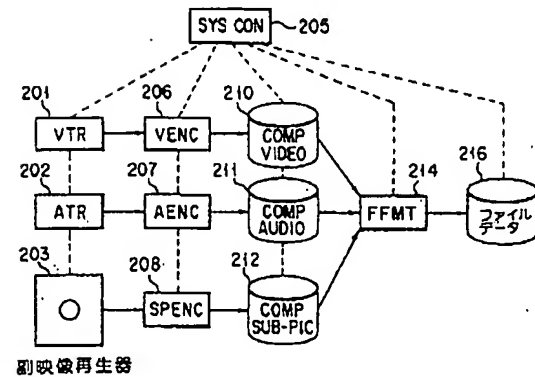 SYS CON
205
201
206
210
VTR
VENC
COMP
VIDEO
202
207
211
214
216
ATR
AENC
COMP
AUDIO
FFMT
ファイル
データ
203
208
212
SPENC
COMP
SUB-PIC
副映像再生器